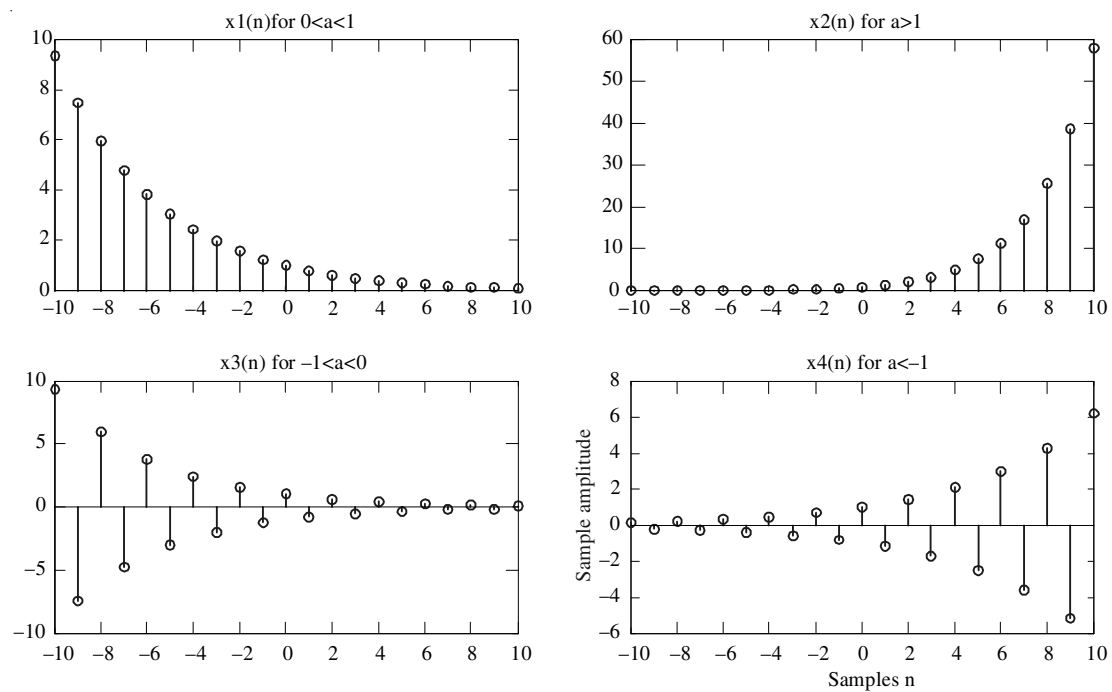 x1(n)for 0<a<1
10
8
6
4
2
0
–10 –8 –6 –4 –2 0 2 4 6 8 10
x2(n) for a>1
60
50
40
30
20
10
0
–10 –8 –6 –4 –2 0 2 4 6 8 10
x3(n) for –1<a<0
10
5
0
–5
–10
–10 –8 –6 –4 –2 0 2 4 6 8 10
x4(n) for a<–1
Sample amplitude
8
6
4
2
0
–2
–4
–6
–10 –8 –6 –4 –2 0 2 4 6 8 10
Samples n